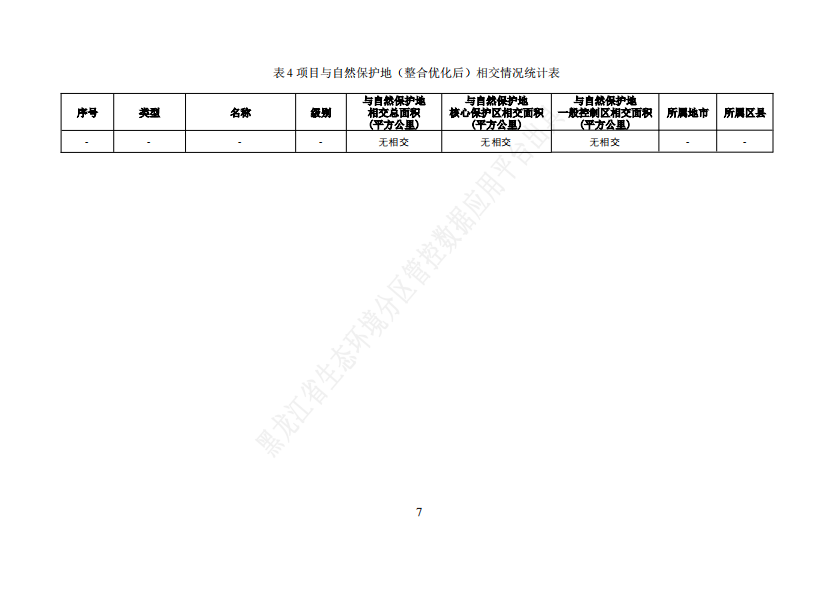 表 4 项目与自然保护地（整合优化后）相交情况统计表
序号 类型 名称 级别 与自然保护地相交总面积(平方公里) 与自然保护地核心保护区相交面积(平方公里) 与自然保护地一般控制区相交面积(平方公里) 所属地市 所属区县
- - - - 无相交 无相交 无相交 - -
黑龙江省生态环境分区管控数据应用平台出
7